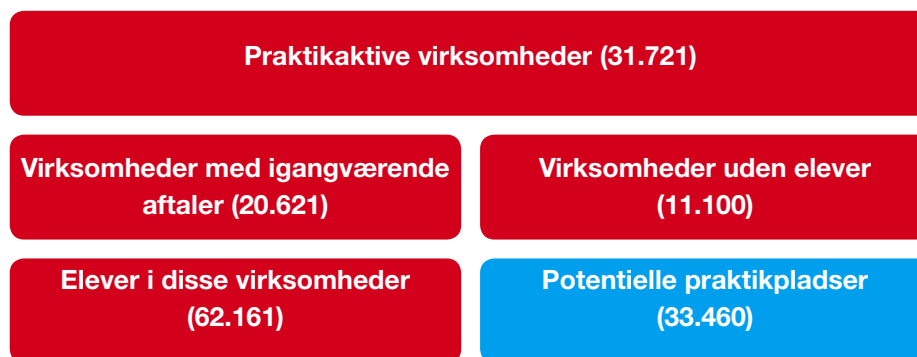 Praktikaktive virksomheder (31.721)
Virksomheder med igangværende
aftaler (20.621)
Virksomheder uden elever
(11.100)
Elever i disse virksomheder
(62.161)
Potentielle praktikpladser
(33.460)